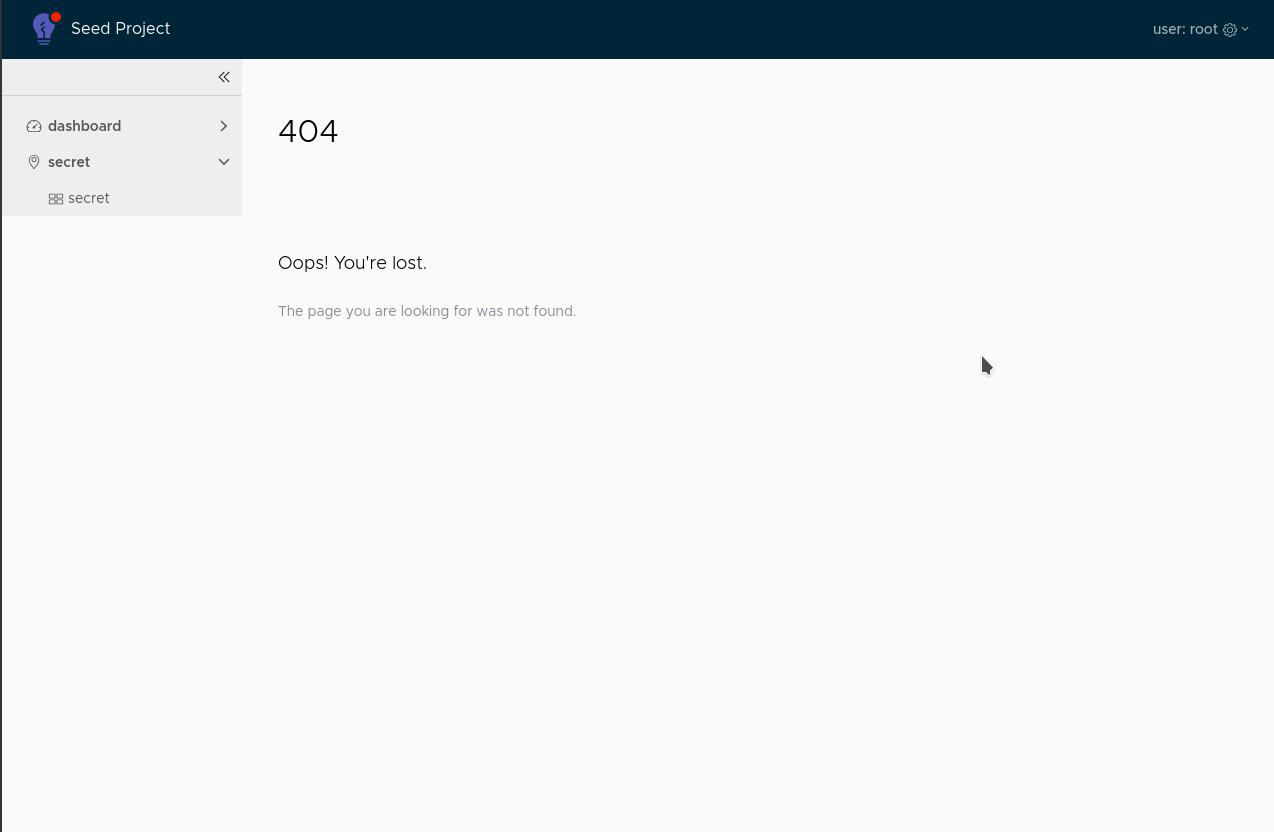 Seed Project
user: root
dashboard
secret
secret
404
Oops! You're lost.
The page you are looking for was not found.